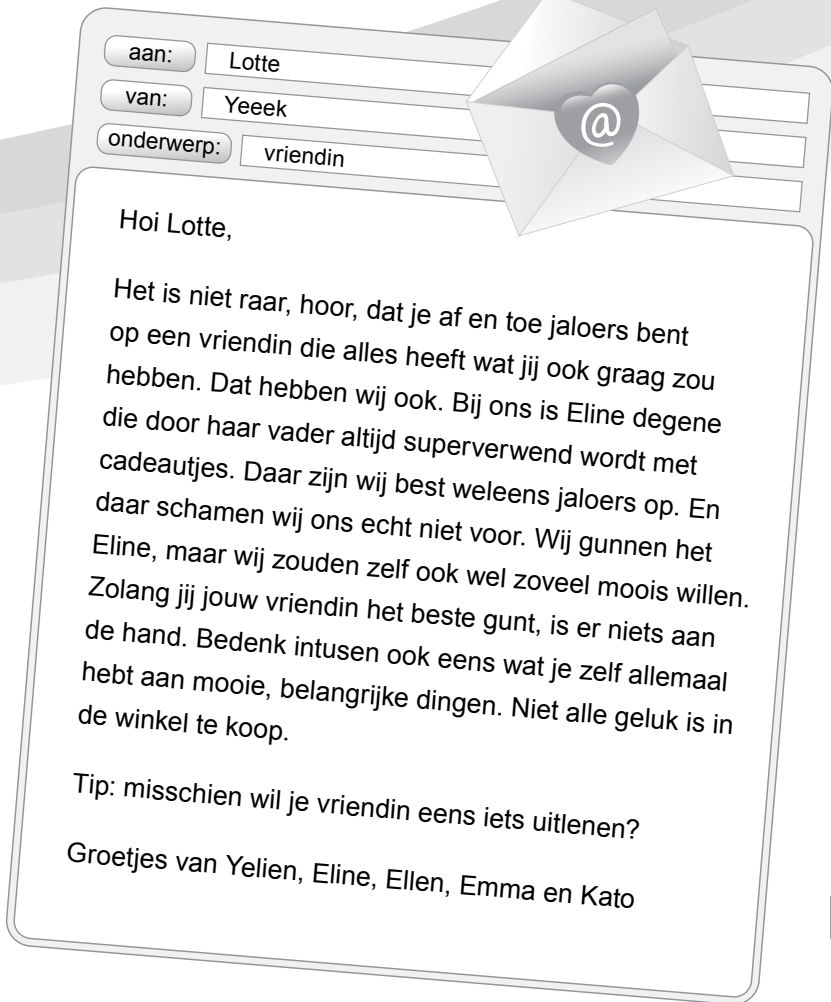 aan: Lotte
van: Yeeek
onderwerp: vriendin
@
Hoi Lotte,
Het is niet raar, hoor, dat je af en toe jaloers bent
op een vriendin die alles heeft wat jij ook graag zou
hebben. Dat hebben wij ook. Bij ons is Eline degene
die door haar vader altijd superverwend wordt met
cadeautjes. Daar zijn wij best weleens jaloers op. En
daar schamen wij ons echt niet voor. Wij gunnen het
Eline, maar wij zouden zelf ook wel zoveel moois willen.
Zolang jij jouw vriendin het beste gunt, is er niets aan
de hand. Bedenk intusen ook eens wat je zelf allemaal
hebt aan mooie, belangrijke dingen. Niet alle geluk is in
de winkel te koop.
Tip: misschien wil je vriendin eens iets uitlenen?
Groetjes van Yelien, Eline, Ellen, Emma en Kato